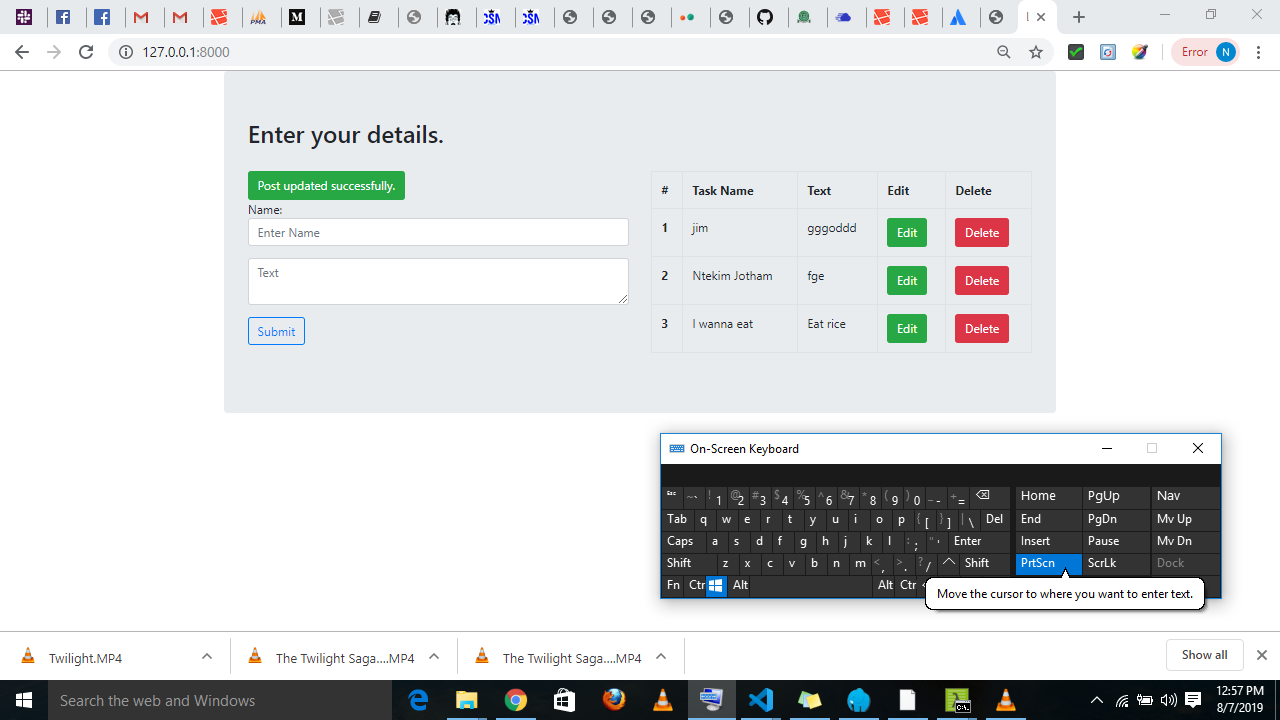 127.0.0.1:8000
Error N
Enter your details.
Post updated successfully.
Name:
Enter Name
Text
Submit
# Task Name Text Edit Delete
1 jim gggoddd Edit Delete
2 Ntekim Jotham fge Edit Delete
3 I wanna eat Eat rice Edit Delete
On-Screen Keyboard
Esc ~` !1 @2 #3 $4 %5 ^6 &7 *8 (9 )0 _- += Home PgUp Nav
Tab q w e r t y u i o p {[ }] |\ Del End PgDn Mv Up
Caps a s d f g h j k l :; "' Enter Insert Pause Mv Dn
Shift z x c v b n m <, >. ?/ Shift PrtScn ScrLk Dock
Fn Ctrl Alt Alt Ctrl
Move the cursor to where you want to enter text.
Twilight.MP4 The Twilight Saga....MP4 The Twilight Saga....MP4 Show all
Search the web and Windows
12:57 PM
8/7/2019